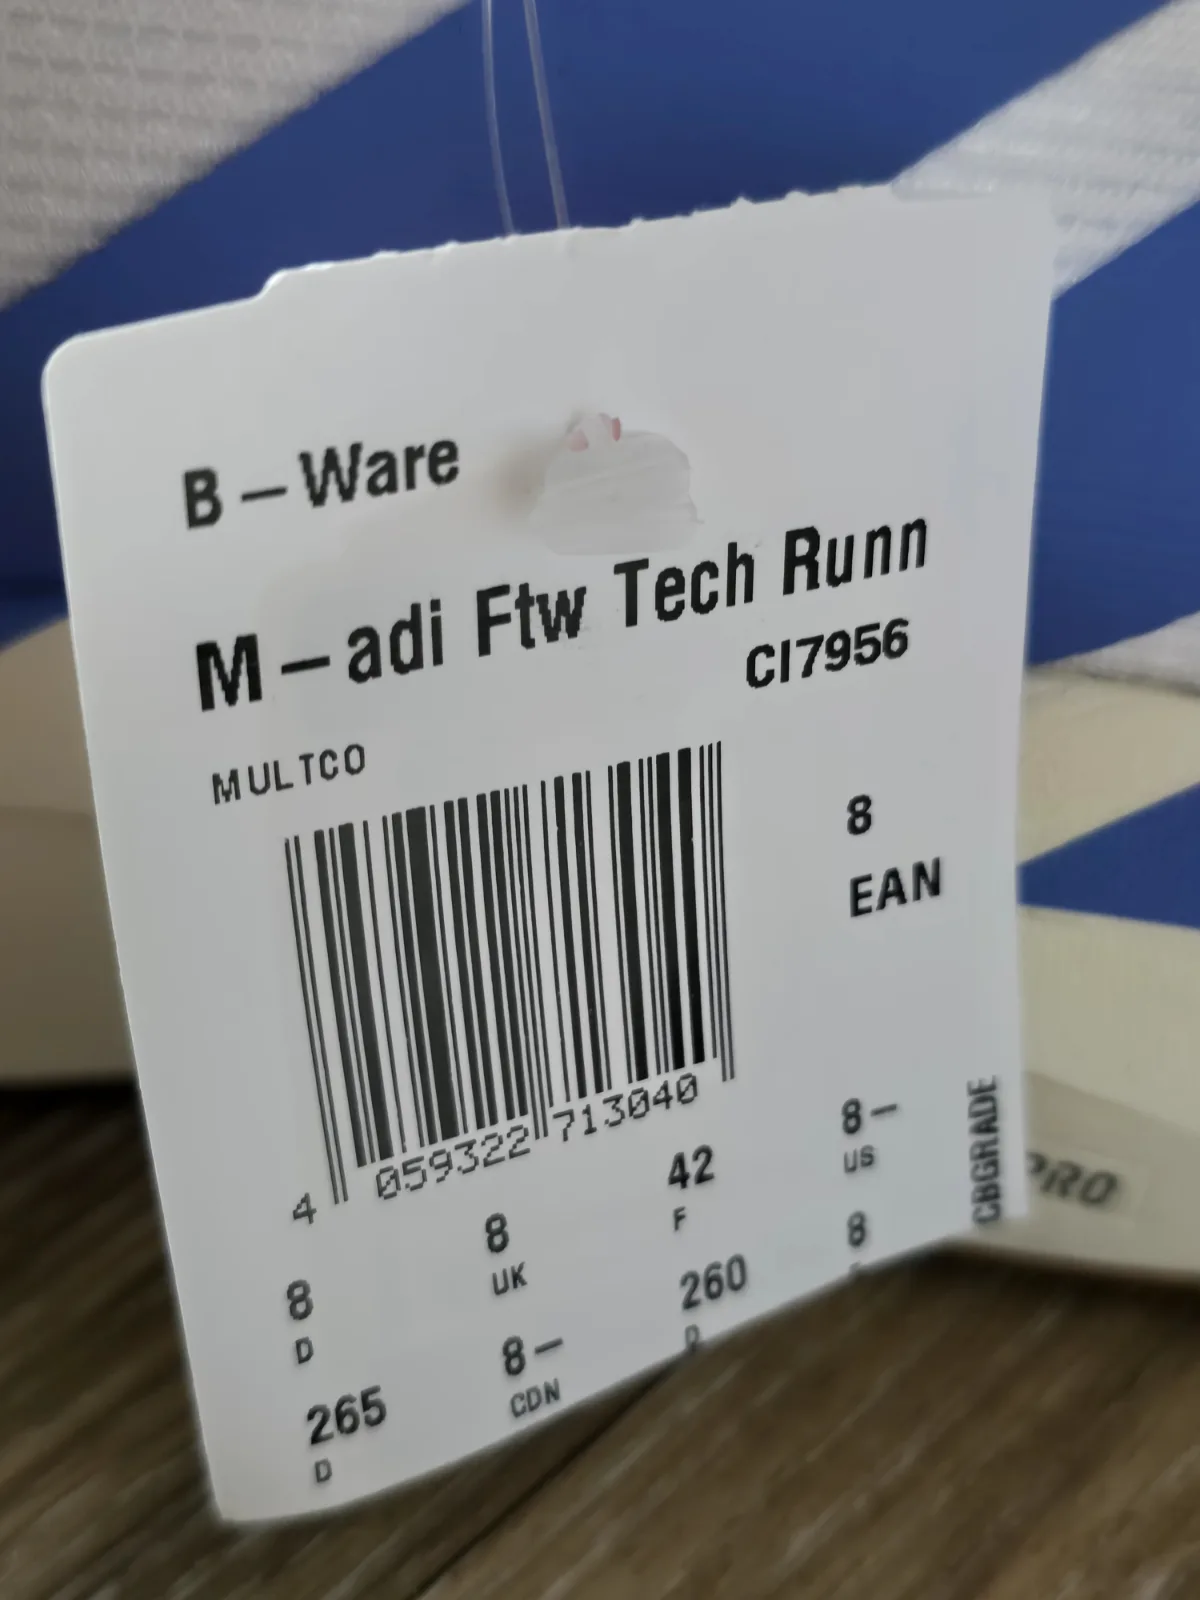 B – Ware
M – adi Ftw Tech Runn
CI7956
MULTCO
8
EAN
4 059322 713040
8
D
8
UK
42
F
8 –
US
265
D
8 –
CDN
260
8
CBGRADE
PRO